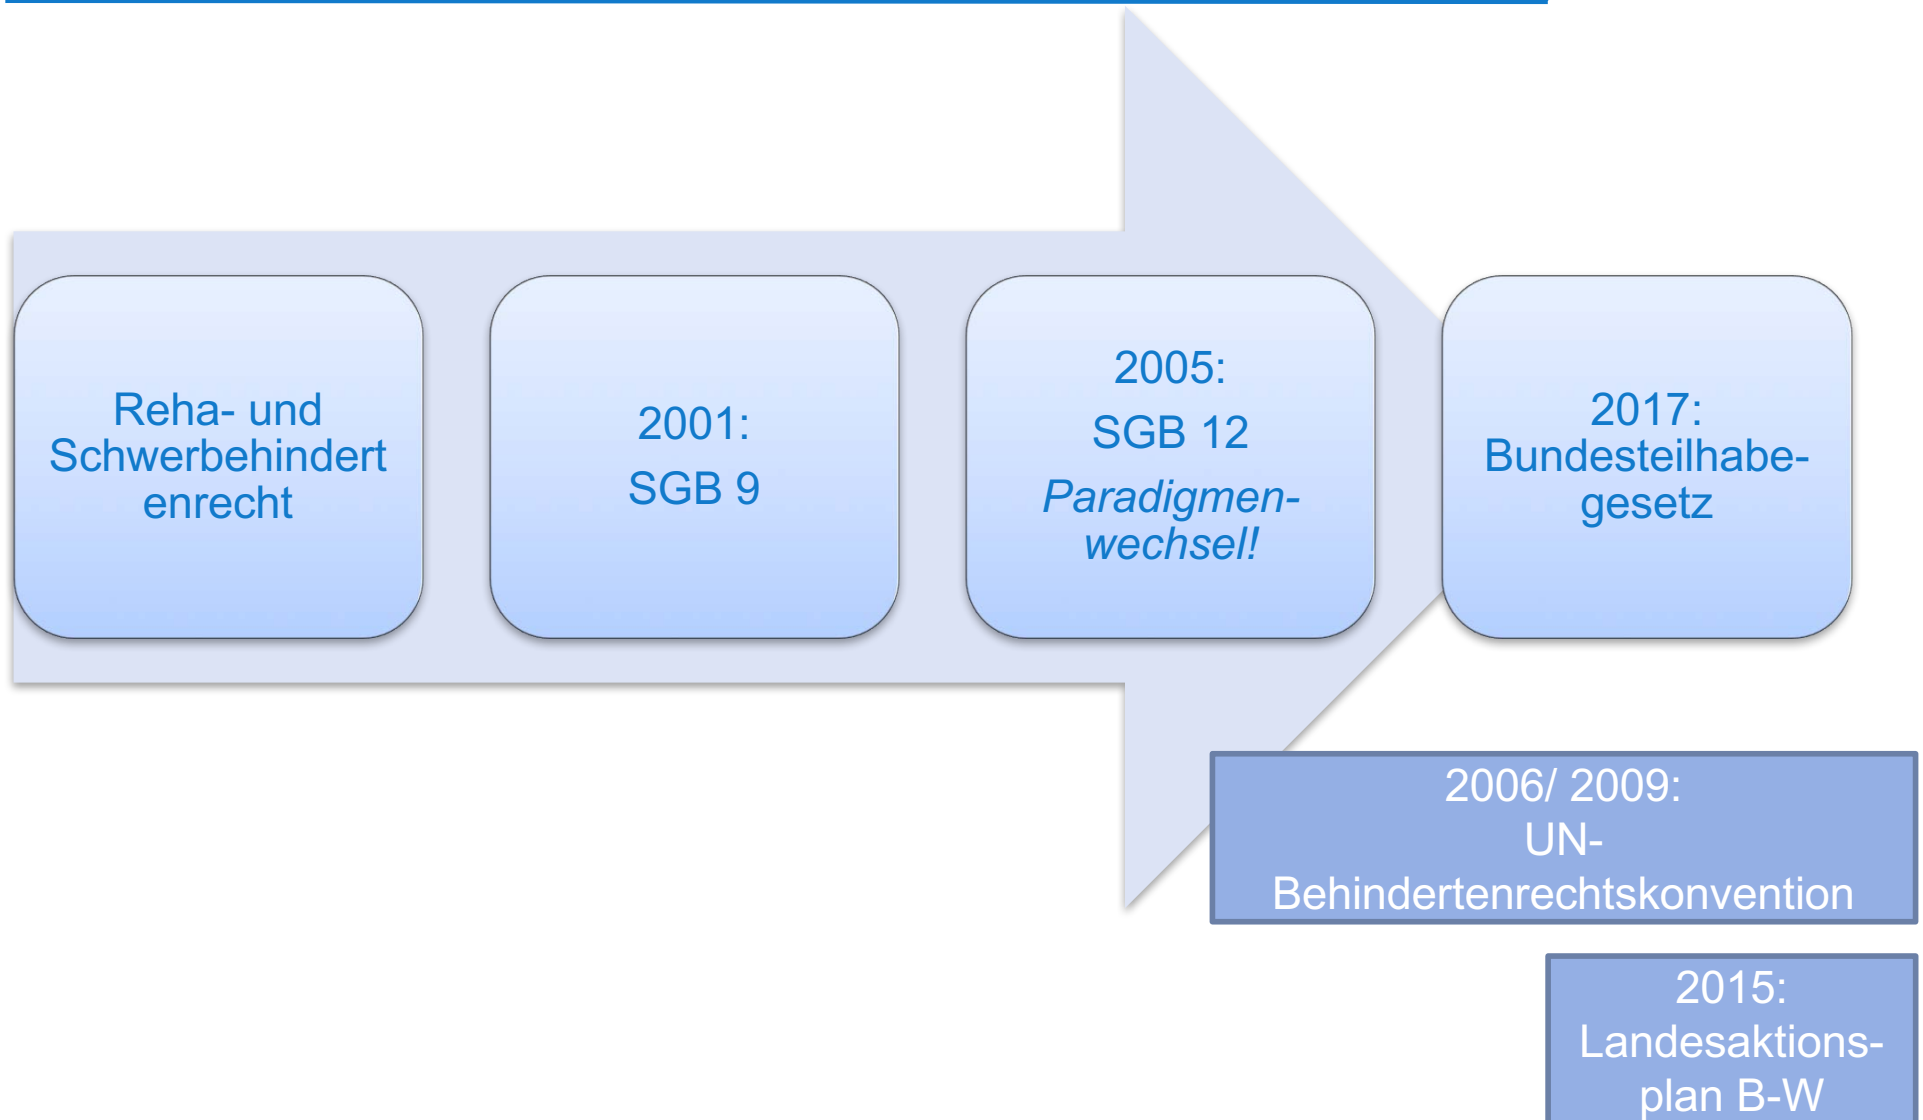 Reha- und
Schwerbehindert
enrecht
2001:
SGB 9
2005:
SGB 12
Paradigmen-
wechsel!
2017:
Bundesteilhabe-
gesetz
2006/ 2009:
UN-
Behindertenrechtskonvention
2015:
Landesaktions-
plan B-W